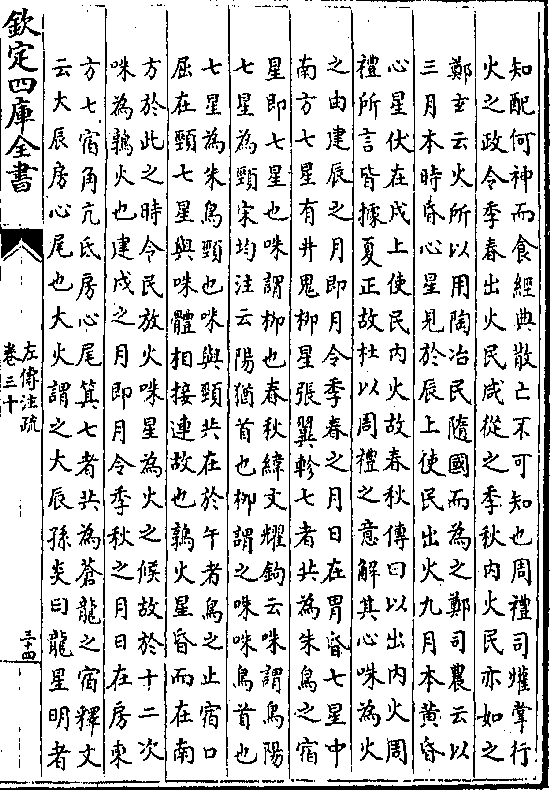 知配何神而食經典散亡不可知也周禮司爟掌行
火之政令季春出火民咸從之季秋內火民亦如之
鄭玄云火所以用陶冶民隨國而為之鄭司農云以
三月本時昏心星見於辰上使民出火九月本黃昏
心星伏在戌上使民內火故春秋傳曰以出內火周
禮所言皆據夏正故杜以周禮之意解其心咮為火
之由建辰之月即月令季春之月日在胃昏七星中
南方七星有井鬼柳星張翼軫七者共為朱鳥之宿
星即七星也咮謂柳也春秋緯文耀鉤云咮謂鳥陽
七星為頸宋均注云陽猶首也柳謂之咮咮鳥首也
七星為朱鳥頸也咮與頸共在於午者鳥之止宿口
屈在頸七星與咮體相接連故也鶉火星昏而在南
方於此之時令民放火咮星為火之候故於十二次
咮為鶉火也建戌之月即月令季秋之月日在房東
方七宿角亢氐房心尾箕七者共為蒼龍之宿釋文
云大辰房心尾也大火謂之大辰孫炎曰龍星明者
欽定四庫全書
左傳注疏
卷三十
三十四